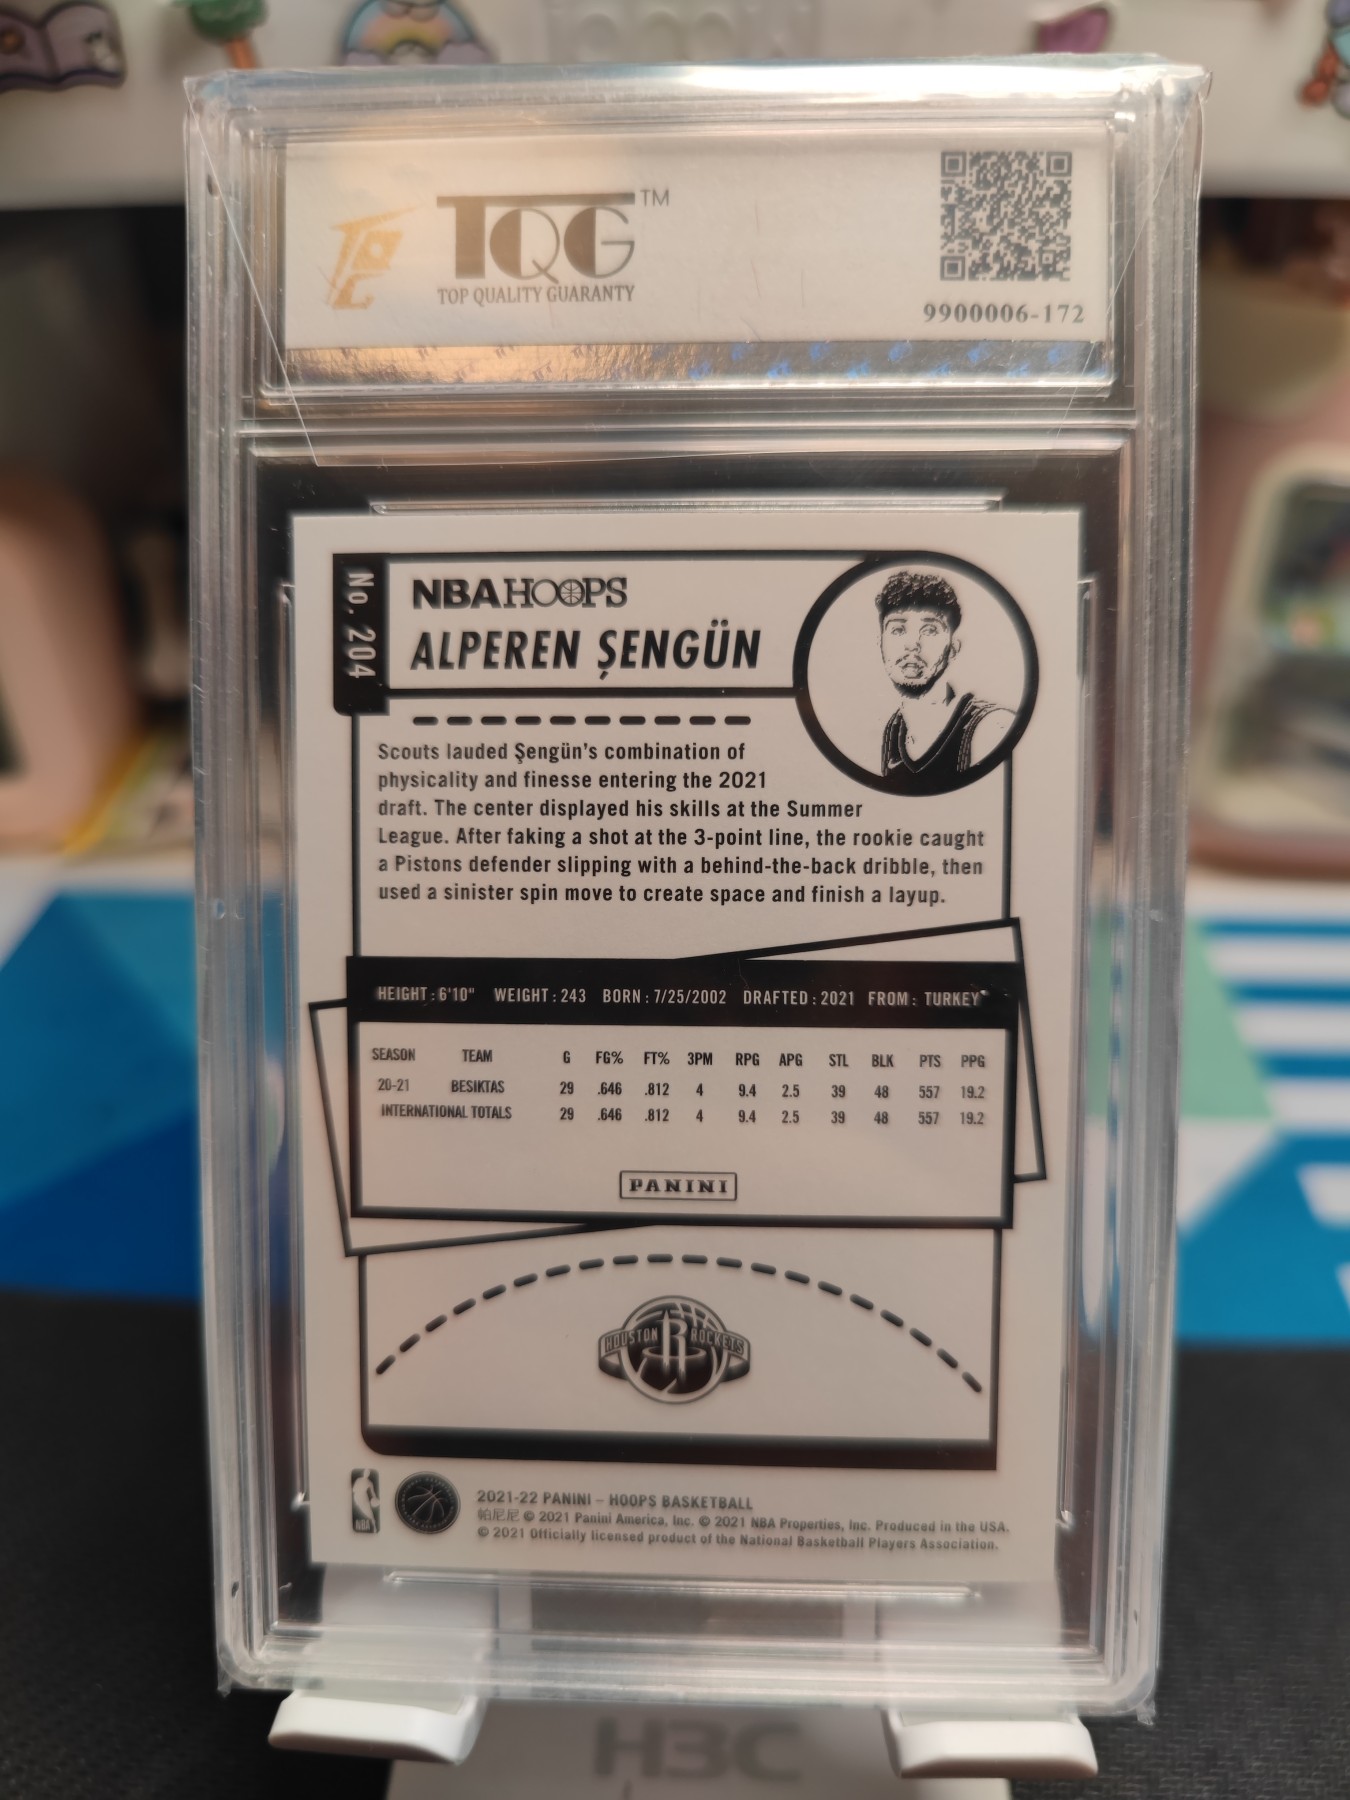 TQG™
TOP QUALITY GUARANTY
9900006-172
No. 204
NBA HOOPS
ALPEREN ŞENGÜN
Scouts lauded Şengün's combination of
physicality and finesse entering the 2021
draft. The center displayed his skills at the Summer
League. After faking a shot at the 3-point line, the rookie caught
a Pistons defender slipping with a behind-the-back dribble, then
used a sinister spin move to create space and finish a layup.
HEIGHT: 6'10" WEIGHT: 243 BORN: 7/25/2002 DRAFTED: 2021 FROM: TURKEY
SEASON TEAM G FG% FT% 3PM RPG APG STL BLK PTS PPG
20-21 BESIKTAS 29 .646 .812 4 9.4 2.5 39 48 557 19.2
INTERNATIONAL TOTALS 29 .646 .812 4 9.4 2.5 39 48 557 19.2
PANINI
HOUSTON R ROCKETS
NBA
2021-22 PANINI – HOOPS BASKETBALL
帕尼尼 © 2021 Panini America, Inc. © 2021 NBA Properties, Inc. Produced in the USA.
© 2021 Officially licensed product of the National Basketball Players Association.
H3C